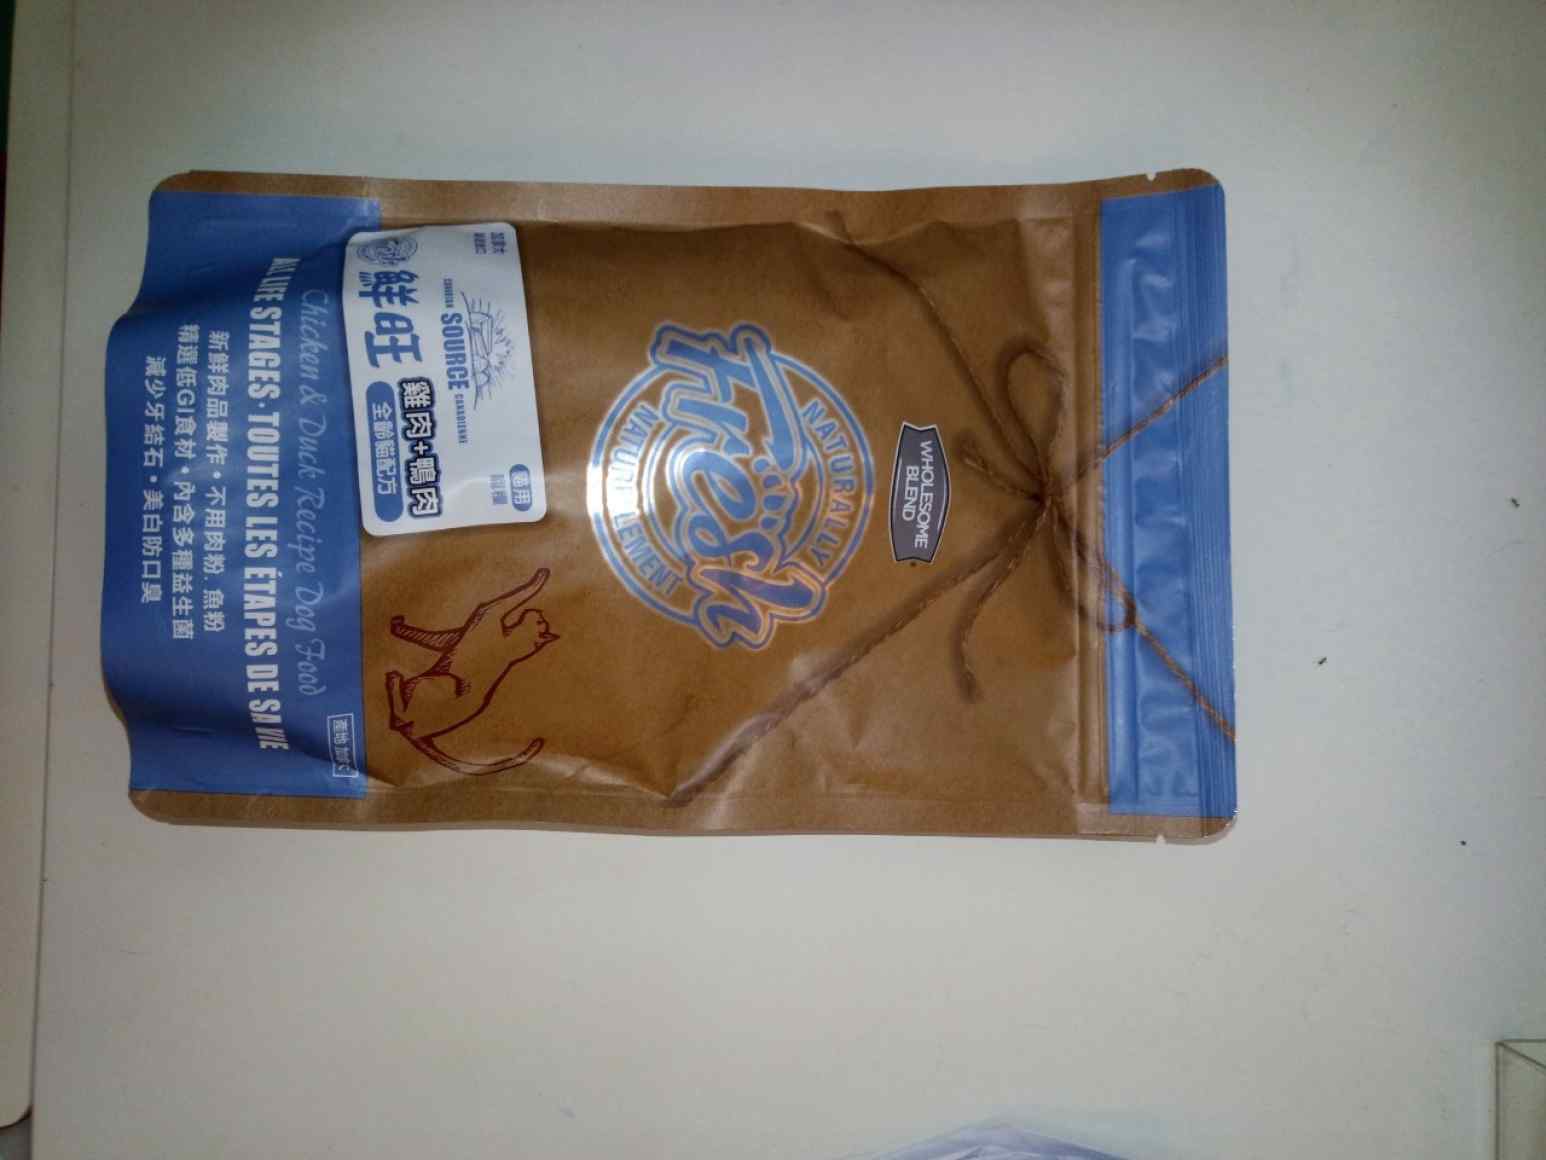 WHOLESOME
BLEND
NATURALLY
fresh
NATURELLEMENT
CANADIAN SOURCE CANADIENNE
鮮旺
雞肉+鴨肉
全齡貓配方
Chicken & Duck Recipe Dog Food
ALL LIFE STAGES·TOUTES LES ÉTAPES DE SA VIE
新鮮肉品製作・不用肉粉.魚粉
精選低GI食材・內含多種益生菌
減少牙結石・美白防口臭